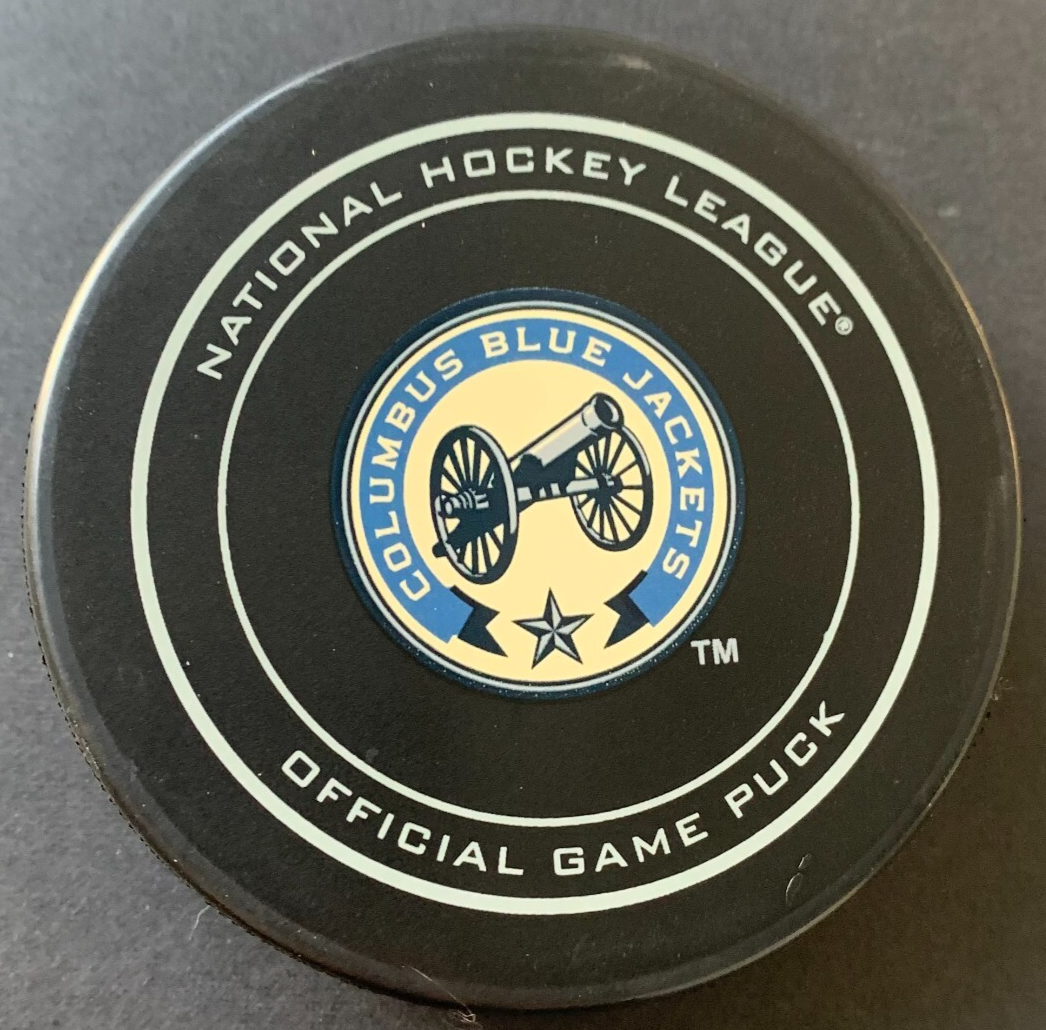 NATIONAL HOCKEY LEAGUE®
COLUMBUS BLUE JACKETS
TM
OFFICIAL GAME PUCK